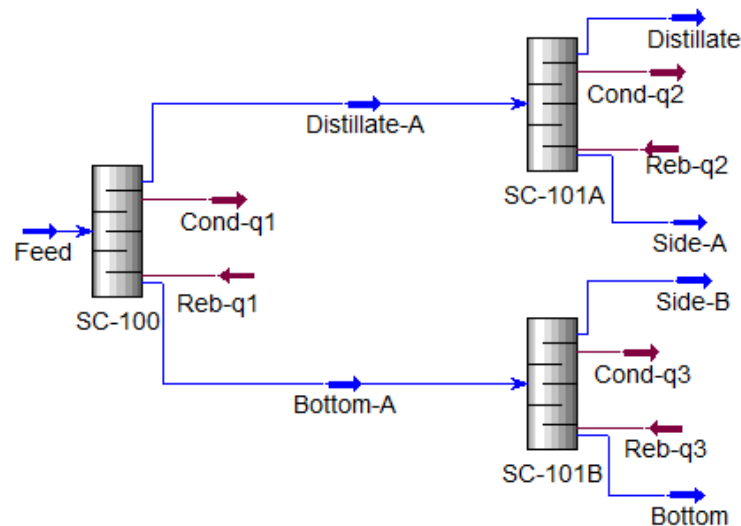 Distillate
Cond-q2
Distillate-A
Reb-q2
SC-101A
Cond-q1
Side-A
Feed
Reb-q1
SC-100
Side-B
Cond-q3
Bottom-A
Reb-q3
SC-101B
Bottom